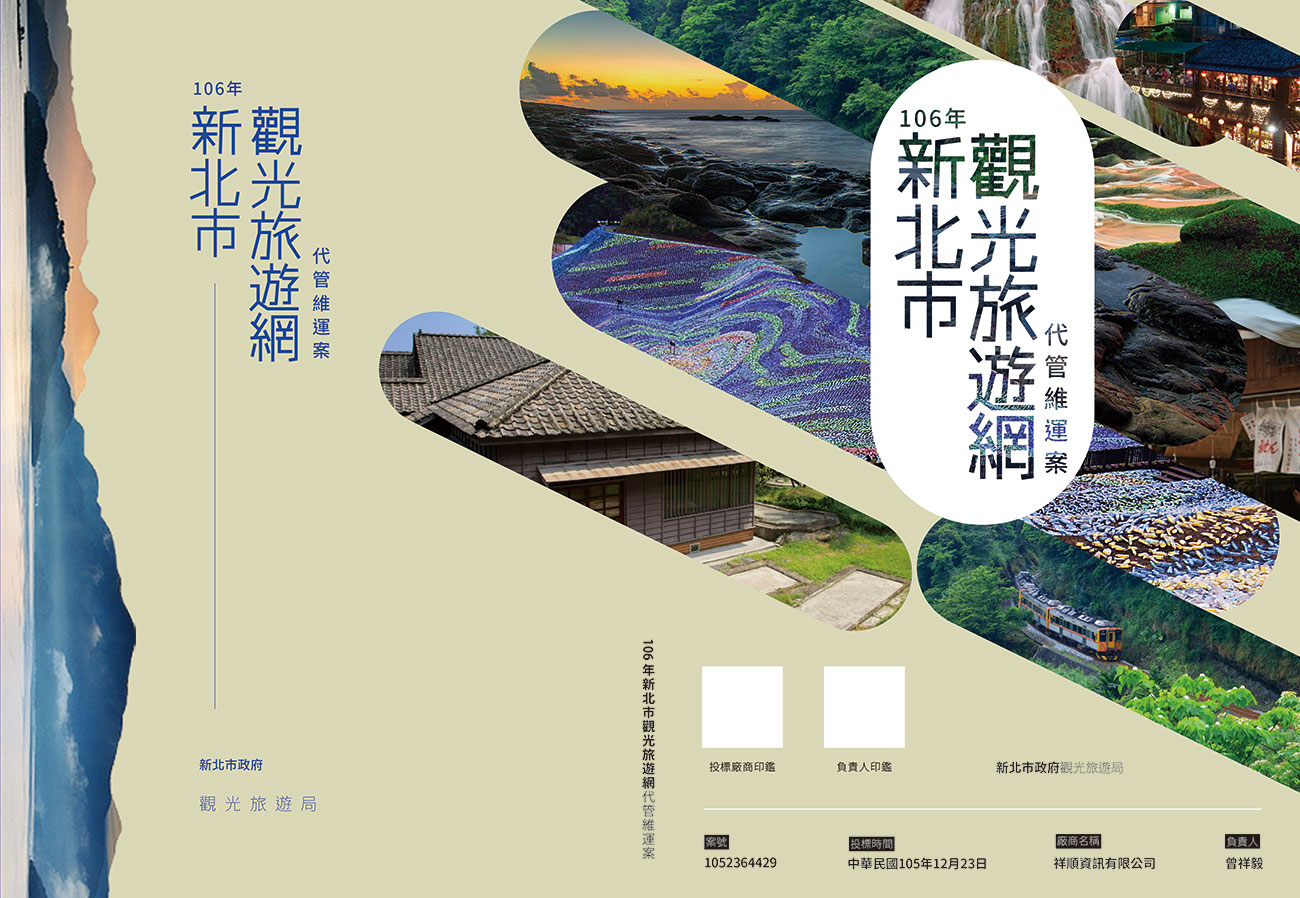 106年
新北市
觀光旅遊網
代管維運案
新北市政府
觀光旅遊局
106年新北市觀光旅遊網代管維運案
106年
新北市
觀光旅遊網
代管維運案
投標廠商印鑑
負責人印鑑
新北市政府觀光旅遊局
案號
1052364429
投標時間
中華民國105年12月23日
廠商名稱
祥順資訊有限公司
負責人
曾祥毅